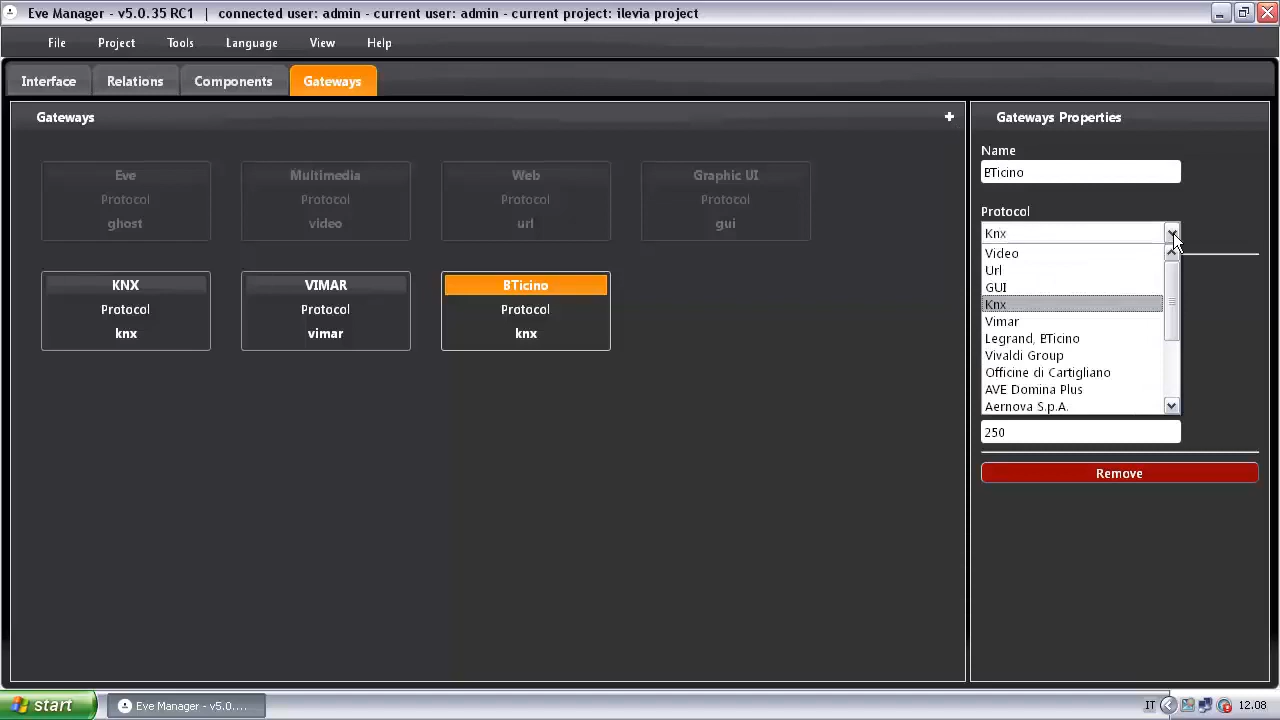 Eve Manager - v5.0.35 RC1 | connected user: admin - current user: admin - current project: ilevia project
File Project Tools Language View Help
Interface Relations Components Gateways
Gateways
+
Eve
Protocol
ghost
Multimedia
Protocol
video
Web
Protocol
url
Graphic UI
Protocol
gui
KNX
Protocol
knx
VIMAR
Protocol
vimar
BTicino
Protocol
knx
Gateways Properties
Name
BTicino
Protocol
Knx
Video
Url
GUI
Knx
Vimar
Legrand, BTicino
Vivaldi Group
Officine di Cartigliano
AVE Domina Plus
Aernova S.p.A.
250
Remove
start
Eve Manager - v5.0....
IT
12.08